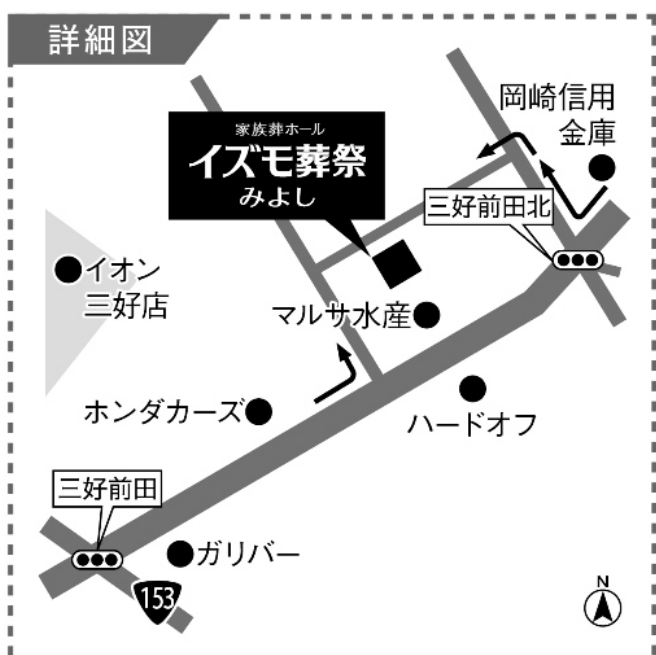 詳細図
岡崎信用
金庫
家族葬ホール
イズモ葬祭
みよし
三好前田北
イオン
三好店
マルサ水産
ホンダカーズ
ハードオフ
三好前田
ガリバー
153
N